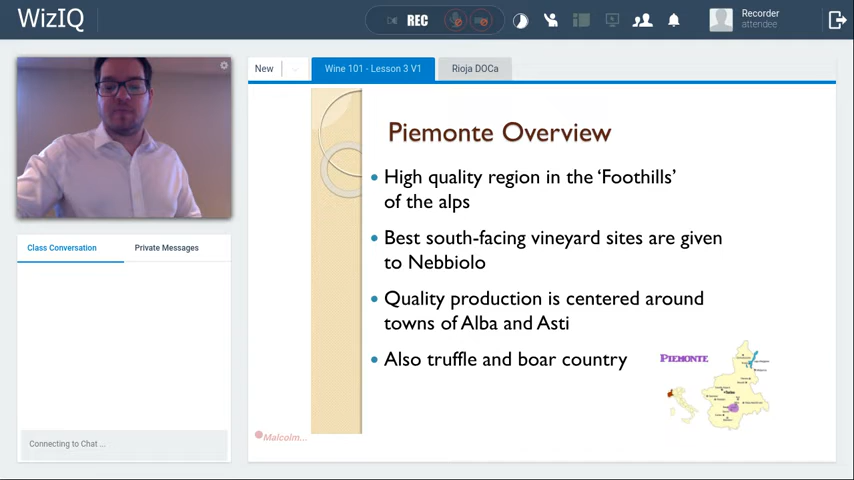 WizIQ
REC
Recorder
attendee
New
Wine 101 - Lesson 3 V1
Rioja DOCa
Piemonte Overview
High quality region in the ‘Foothills’
of the alps
Best south-facing vineyard sites are given
to Nebbiolo
Quality production is centered around
towns of Alba and Asti
Also truffle and boar country
PIEMONTE
Malcolm...
Class Conversation
Private Messages
Connecting to Chat ...